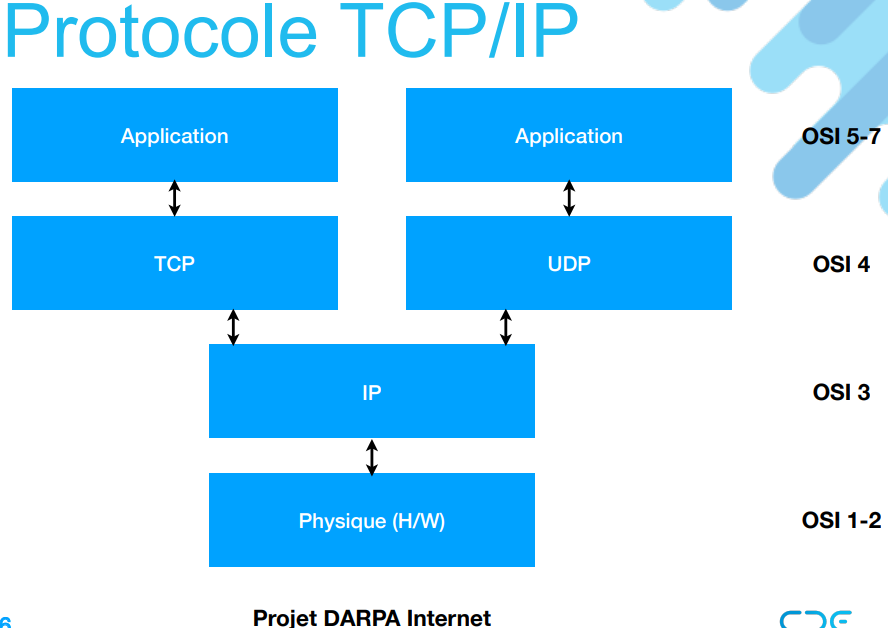 Protocole TCP/IP
Application
Application
OSI 5-7
TCP
UDP
OSI 4
IP
OSI 3
Physique (H/W)
OSI 1-2
6
Projet DARPA Internet